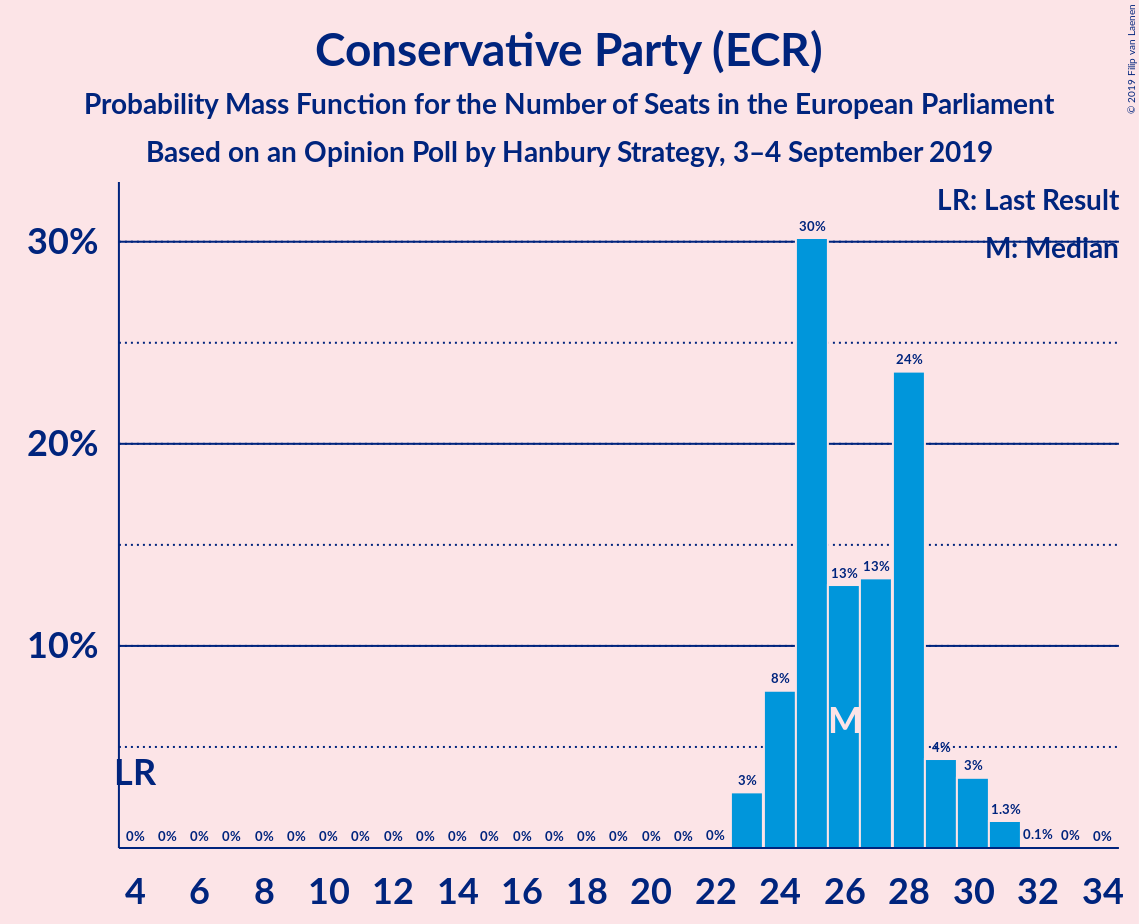 Conservative Party (ECR)
Probability Mass Function for the Number of Seats in the European Parliament
Based on an Opinion Poll by Hanbury Strategy, 3–4 September 2019
© 2019 Filip van Laenen
LR: Last Result
M: Median
30%
20%
10%
30%
24%
13%
13%
8%
M
4%
3%
3%
1.3%
LR
0% 0% 0% 0% 0% 0% 0% 0% 0% 0% 0% 0% 0% 0% 0% 0% 0% 0% 0% 0.1% 0% 0%
4 6 8 10 12 14 16 18 20 22 24 26 28 30 32 34